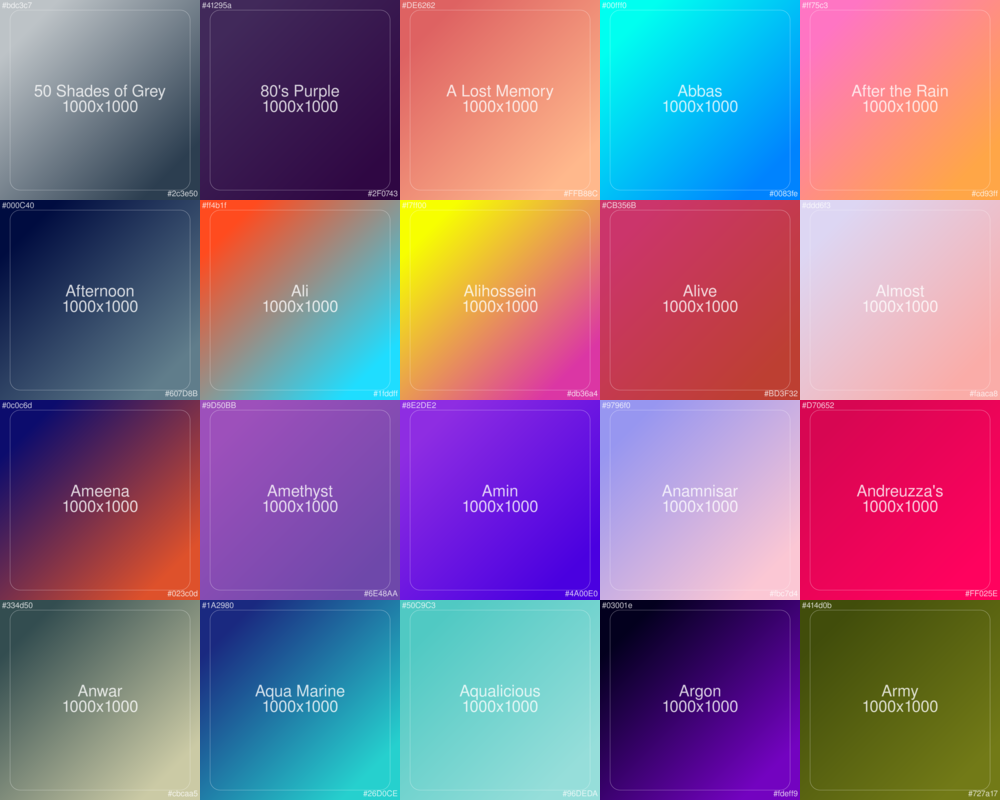 #bdc3c7
50 Shades of Grey
1000x1000
#2c3e50
#41295a
80's Purple
1000x1000
#2F0743
#DE6262
A Lost Memory
1000x1000
#FFB88C
#00fff0
Abbas
1000x1000
#0083fe
#ff75c3
After the Rain
1000x1000
#cd93ff
#000C40
Afternoon
1000x1000
#607D8B
#ff4b1f
Ali
1000x1000
#1fddff
Alihossein
1000x1000
#db36a4
#CB356B
Alive
1000x1000
#BD3F32
Almost
1000x1000
#faaca8
#0c0c6d
Ameena
1000x1000
#023c0d
#9D50BB
Amethyst
1000x1000
#6E48AA
#8E2DE2
Amin
1000x1000
#4A00E0
#9796f0
Anamnisar
1000x1000
#fbc7d4
#D70652
Andreuzza's
1000x1000
#FF025E
#334d50
Anwar
1000x1000
#cbcaa5
#1A2980
Aqua Marine
1000x1000
#26D0CE
#50C9C3
Aqualicious
1000x1000
#96DEDA
#03001e
Argon
1000x1000
#fdeff9
#414d0b
Army
1000x1000
#727a17